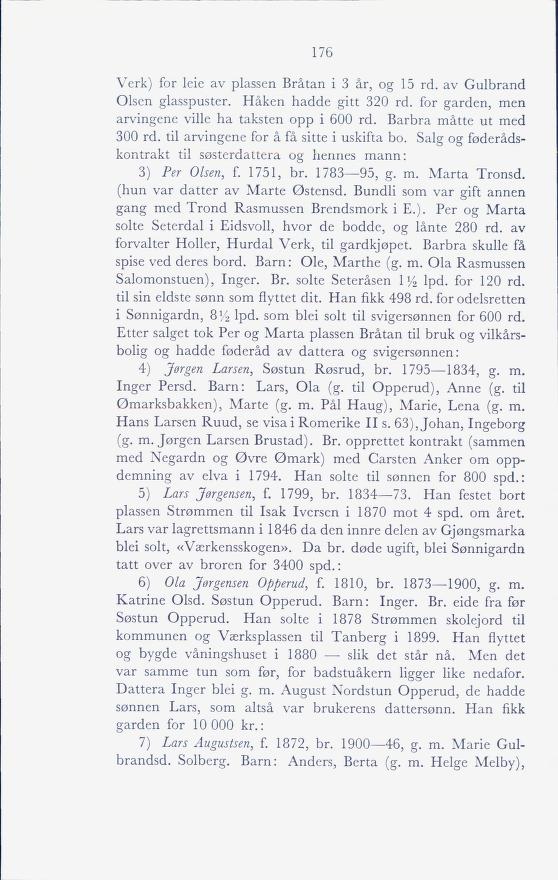 176
Verk) for leie av plassen Bråtan i 3 år, og 15 rd. av Gulbrand
Olsen glasspuster. Håken hadde gitt 320 rd. for garden, men
arvingene ville ha taksten opp i 600 rd. Barbra måtte ut med
300 rd. til arvingene for å få sitte i uskifta bo. Salg og føderåds-
kontrakt til søsterdattera og hennes mann:
3) Per Olsen, f. 1751, br. 1783—95, g. m. Marta Tronsd.
(hun var datter av Marte Østensd. Bundli som var gift annen
gang med Trond Rasmussen Brendsmork i E.). Per og Marta
solte Seterdal i Eidsvoll, hvor de bodde, og lånte 280 rd. av
forvalter Holler, Hurdal Verk, til gardkjøpet. Barbra skulle få
spise ved deres bord. Barn: Ole, Marthe (g. m. Ola Rasmussen
Salomonstuen), Inger. Br. solte Seteråsen 1½ lpd. for 120 rd.
til sin eldste sønn som flyttet dit. Han fikk 498 rd. for odelsretten
i Sønnigardn, 8½ lpd. som blei solt til svigersønnen for 600 rd.
Etter salget tok Per og Marta plassen Bråtan til bruk og vilkårs-
bolig og hadde føderåd av dattera og svigersønnen:
4) Jørgen Larsen, Søstun Røsrud, br. 1795—1834, g. m.
Inger Persd. Barn: Lars, Ola (g. til Opperud), Anne (g. til
Ømarksbakken), Marte (g. m. Pål Haug), Marie, Lena (g. m.
Hans Larsen Ruud, se visa i Romerike II s. 63), Johan, Ingeborg
(g. m. Jørgen Larsen Brustad). Br. opprettet kontrakt (sammen
med Negardn og Øvre Ømark) med Carsten Anker om opp-
demning av elva i 1794. Han solte til sønnen for 800 spd.:
5) Lars Jørgensen, f. 1799, br. 1834—73. Han festet bort
plassen Strømmen til Isak Iversen i 1870 mot 4 spd. om året.
Lars var lagrettsmann i 1846 da den innre delen av Gjøngsmarka
blei solt, «Værkensskogen». Da br. døde ugift, blei Sønnigardn
tatt over av broren for 3400 spd.:
6) Ola Jørgensen Opperud, f. 1810, br. 1873—1900, g. m.
Katrine Olsd. Søstun Opperud. Barn: Inger. Br. eide fra før
Søstun Opperud. Han solte i 1878 Strømmen skolejord til
kommunen og Værksplassen til Tanberg i 1899. Han flyttet
og bygde våningshuset i 1880 — slik det står nå. Men det
var samme tun som før, for badstuåkern ligger like nedafor.
Dattera Inger blei g. m. August Nordstun Opperud, de hadde
sønnen Lars, som altså var brukerens dattersønn. Han fikk
garden for 10 000 kr.:
7) Lars Augustsen, f. 1872, br. 1900—46, g. m. Marie Gul-
brandsd. Solberg. Barn: Anders, Berta (g. m. Helge Melby),